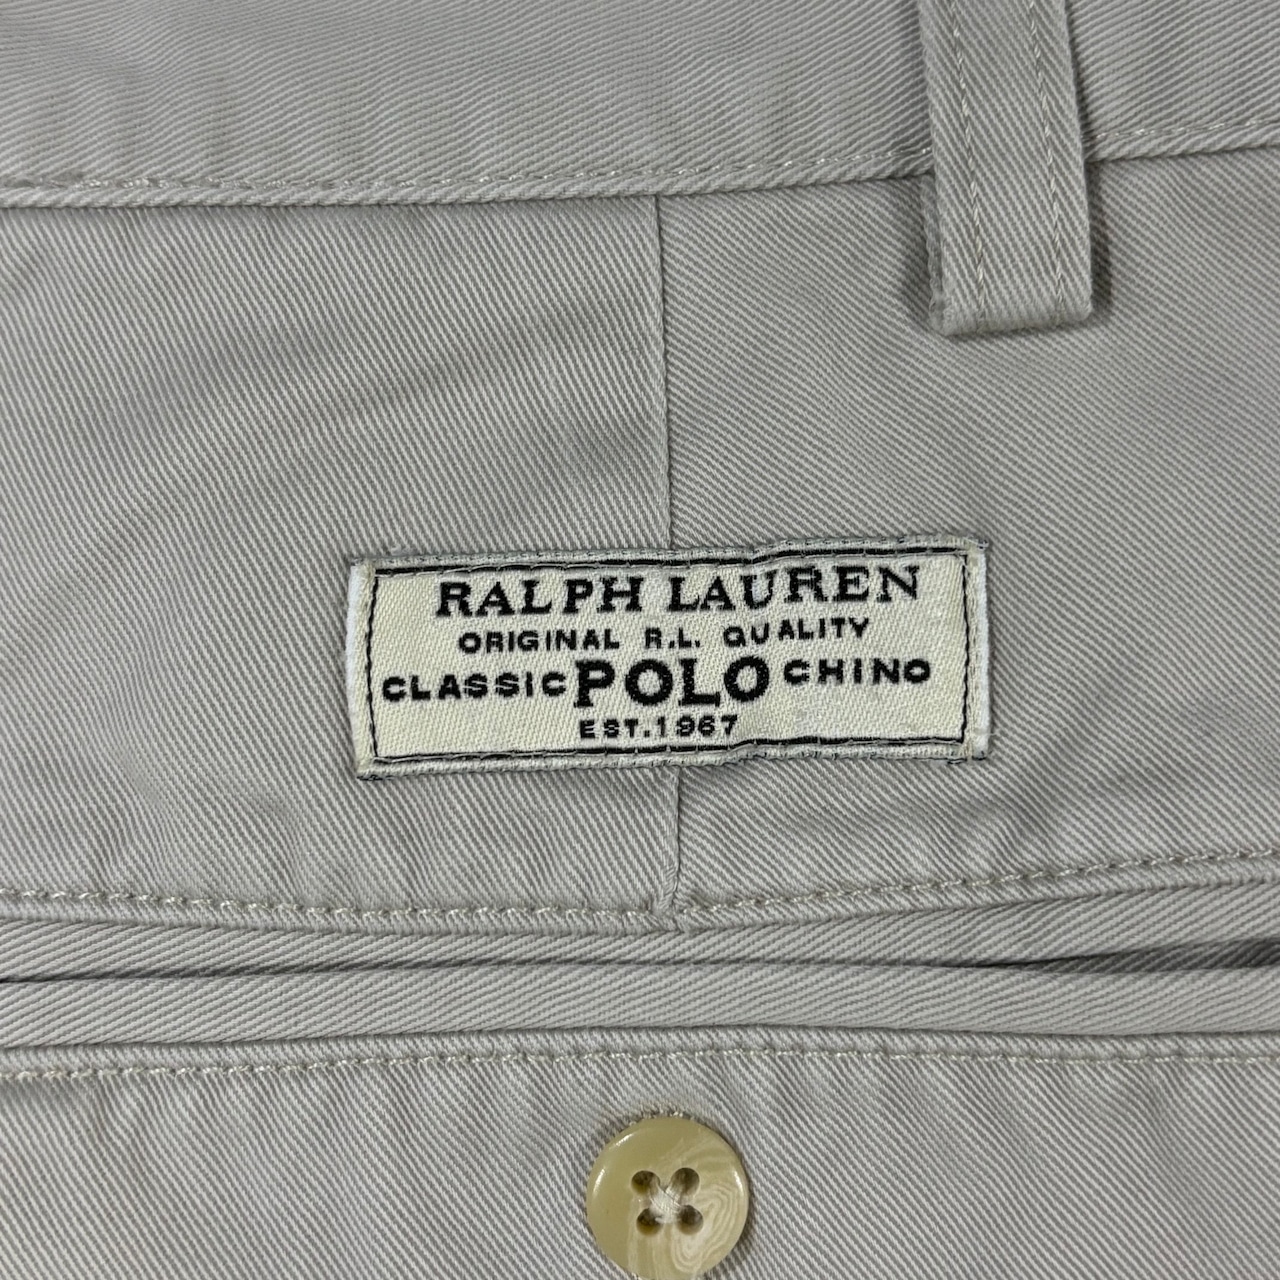 RALPH LAUREN
ORIGINAL R.L. QUALITY
CLASSIC POLO CHINO
EST.1967